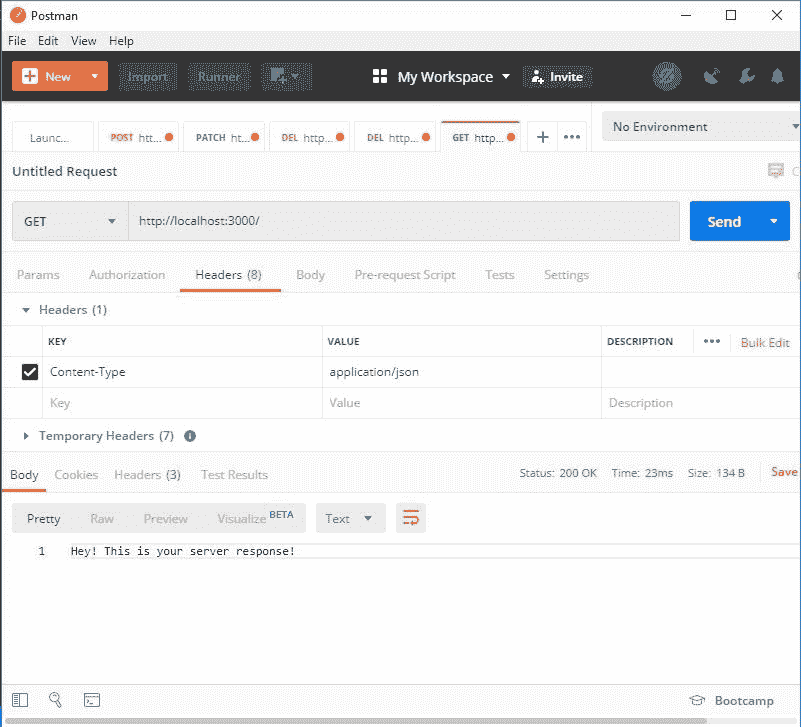 Postman
File Edit View Help
New Import Runner My Workspace Invite
Launc... POST htt... PATCH ht... DEL http... DEL http... GET http... No Environment
Untitled Request
GET http://localhost:3000/ Send
Params Authorization Headers (8) Body Pre-request Script Tests Settings
Headers (1)
KEY VALUE DESCRIPTION Bulk Edit
Content-Type application/json
Key Value Description
Temporary Headers (7)
Body Cookies Headers (3) Test Results Status: 200 OK Time: 23ms Size: 134 B Save
Pretty Raw Preview Visualize BETA Text
1 Hey! This is your server response!
Bootcamp